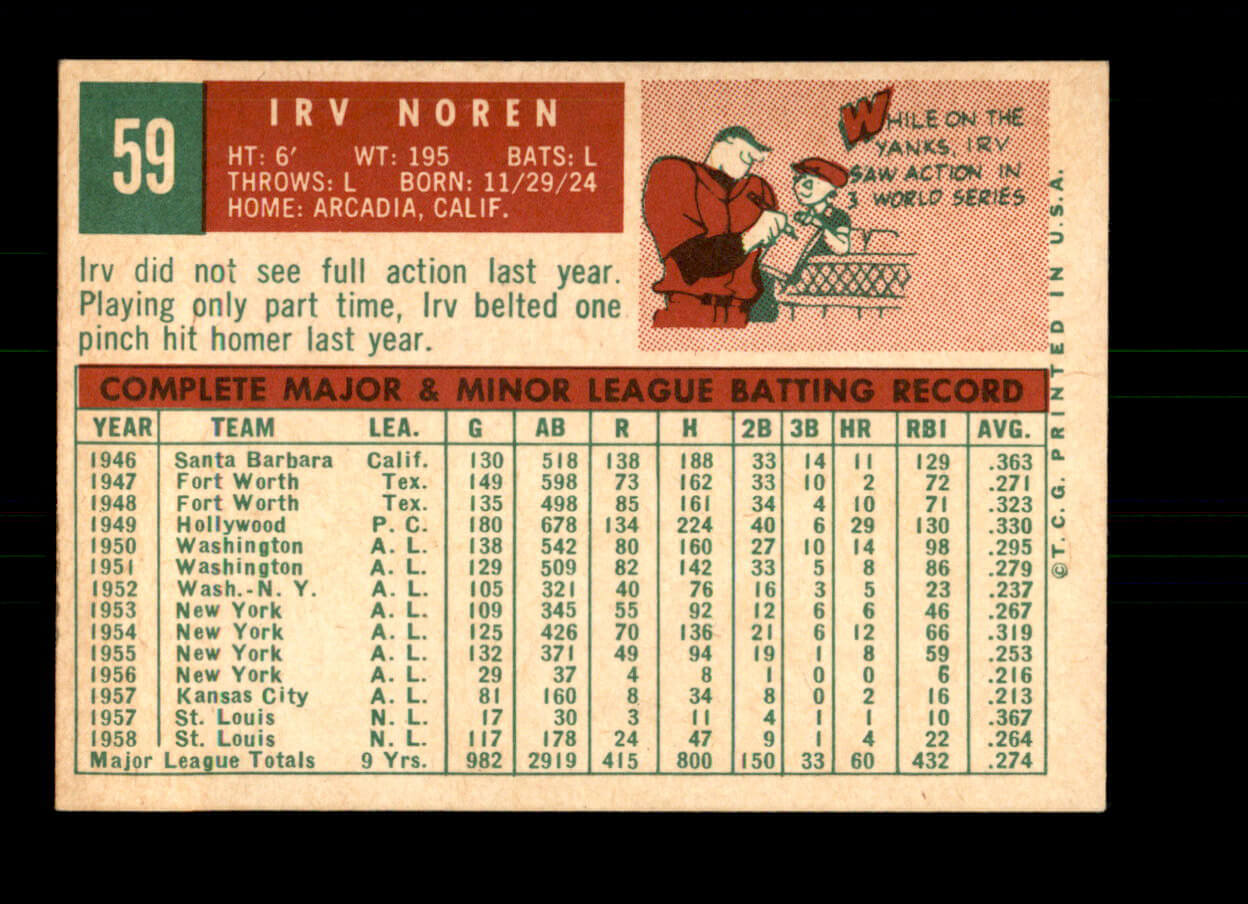 59
IRV NOREN
HT: 6' WT: 195 BATS: L
THROWS: L BORN: 11/29/24
HOME: ARCADIA, CALIF.
WHILE ON THE
YANKS, IRV
SAW ACTION IN
3 WORLD SERIES
Irv did not see full action last year.
Playing only part time, Irv belted one
pinch hit homer last year.
COMPLETE MAJOR & MINOR LEAGUE BATTING RECORD
YEAR TEAM LEA. G AB R H 2B 3B HR RBI AVG.
1946 Santa Barbara Calif. 130 518 138 188 33 14 11 129 .363
1947 Fort Worth Tex. 149 598 73 162 33 10 2 72 .271
1948 Fort Worth Tex. 135 498 85 161 34 4 10 71 .323
1949 Hollywood P. C. 180 678 134 224 40 6 29 130 .330
1950 Washington A. L. 138 542 80 160 27 10 14 98 .295
1951 Washington A. L. 129 509 82 142 33 5 8 86 .279
1952 Wash.-N. Y. A. L. 105 321 40 76 16 3 5 23 .237
1953 New York A. L. 109 345 55 92 12 6 6 46 .267
1954 New York A. L. 125 426 70 136 21 6 12 66 .319
1955 New York A. L. 132 371 49 94 19 1 8 59 .253
1956 New York A. L. 29 37 4 8 1 0 0 6 .216
1957 Kansas City A. L. 81 160 8 34 8 0 2 16 .213
1957 St. Louis N. L. 17 30 3 11 4 1 1 10 .367
1958 St. Louis N. L. 117 178 24 47 9 1 4 22 .264
Major League Totals 9 Yrs. 982 2919 415 800 150 33 60 432 .274
©T. C. G. PRINTED IN U.S.A.